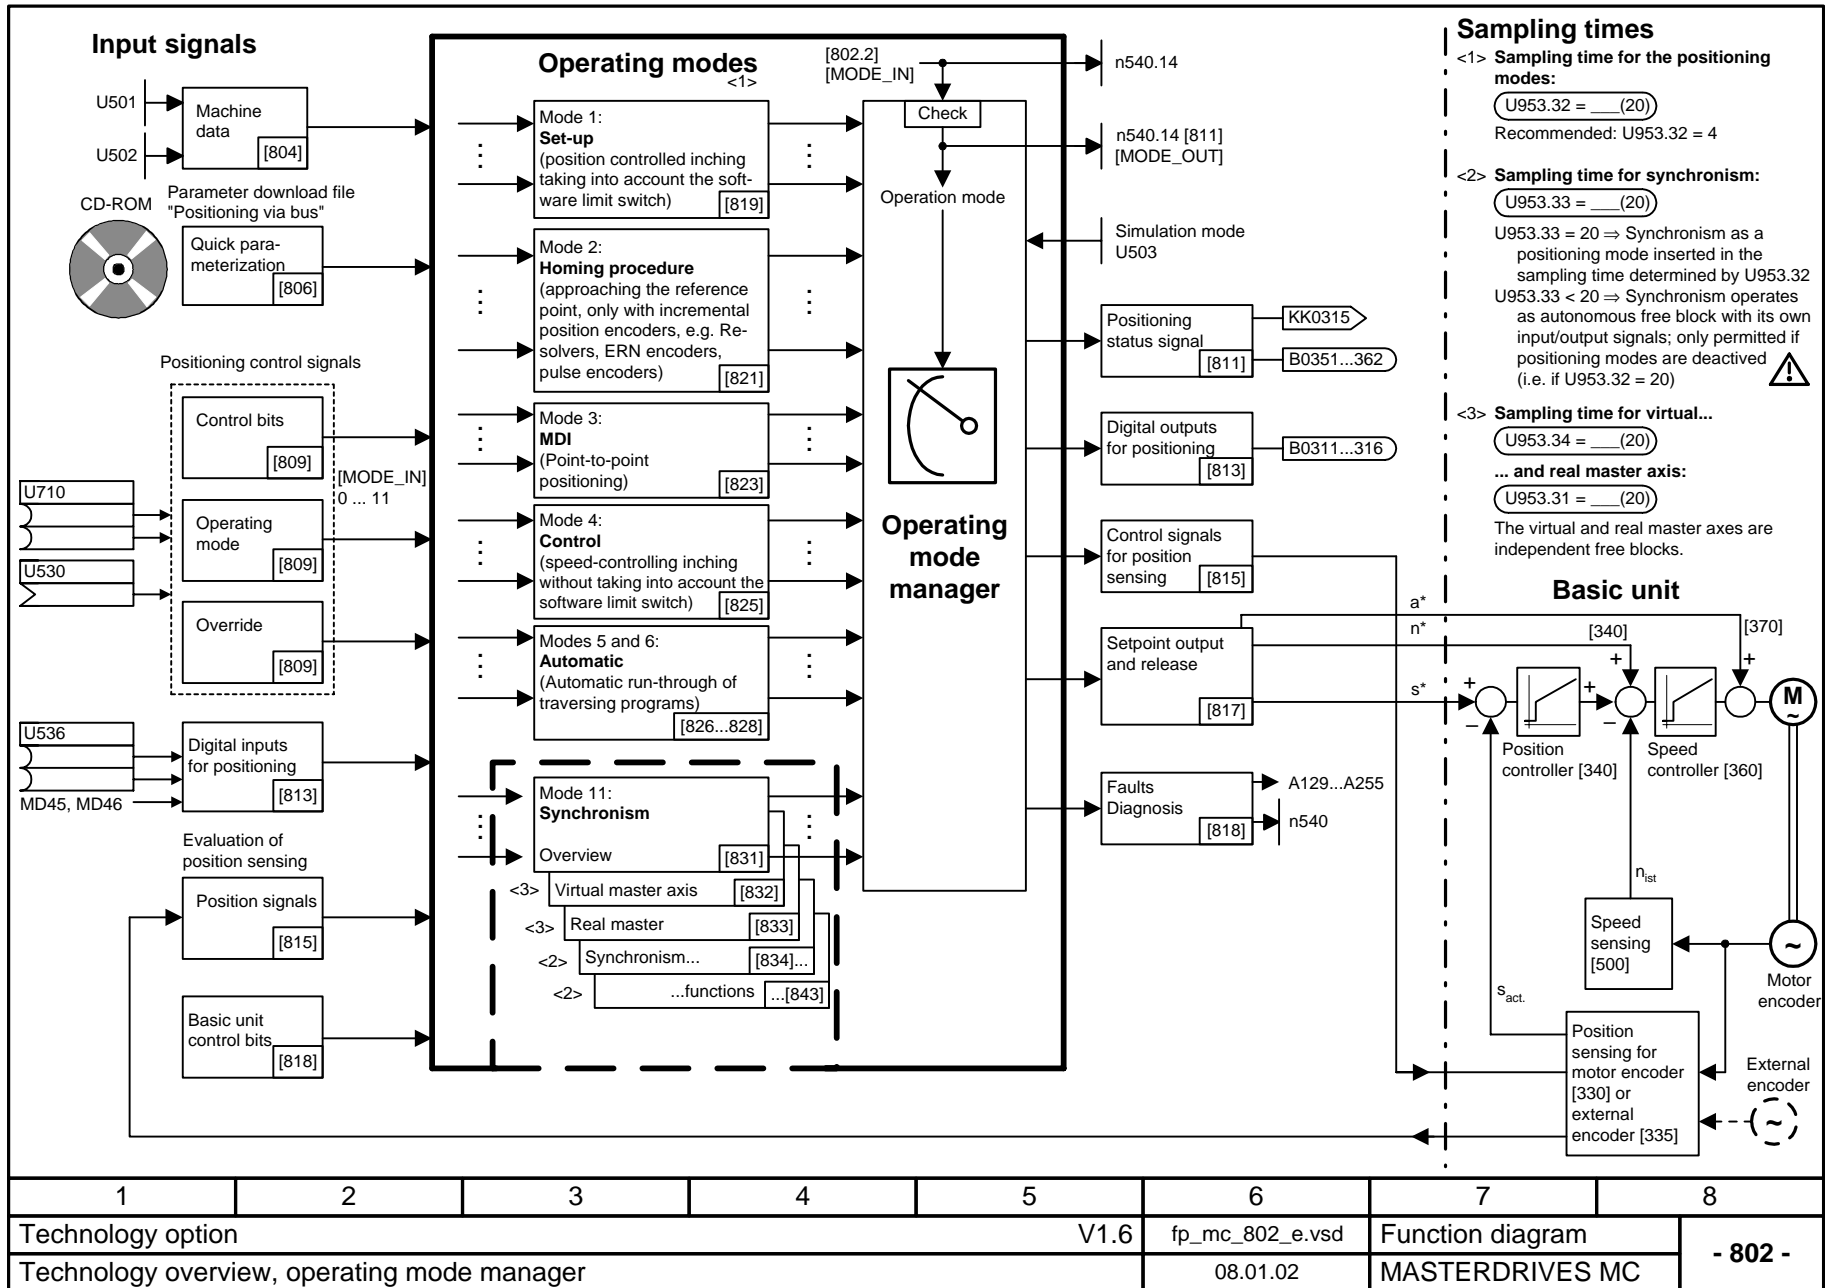 Input signals
U501
U502
Machine
data
[804]
CD-ROM
Parameter download file
"Positioning via bus"
Quick para-
meterization
[806]
Positioning control signals
Control bits
[809]
[MODE_IN]
0 ... 11
U710
Operating
mode
[809]
U530
Override
[809]
U536
Digital inputs
for positioning
[813]
MD45, MD46
Evaluation of
position sensing
Position signals
[815]
Basic unit
control bits
[818]
Operating modes
<1>
Mode 1:
Set-up
(position controlled inching
taking into account the soft-
ware limit switch)
[819]
Mode 2:
Homing procedure
(approaching the reference
point, only with incremental
position encoders, e.g. Re-
solvers, ERN encoders,
pulse encoders)
[821]
Mode 3:
MDI
(Point-to-point
positioning)
[823]
Mode 4:
Control
(speed-controlling inching
without taking into account the
software limit switch)
[825]
Modes 5 and 6:
Automatic
(Automatic run-through of
traversing programs)
[826...828]
Mode 11:
Synchronism
Overview
[831]
<3>
Virtual master axis
[832]
<3>
Real master
[833]
<2>
Synchronism...
[834]...
<2>
...functions
...[843]
[802.2]
[MODE_IN]
Check
Operation mode
Operating
mode
manager
n540.14
n540.14 [811]
[MODE_OUT]
Simulation mode
U503
Positioning
status signal
[811]
KK0315
B0351...362
Digital outputs
for positioning
[813]
B0311...316
Control signals
for position
sensing
[815]
Setpoint output
and release
[817]
a*
n*
s*
Faults
Diagnosis
[818]
A129...A255
n540
Sampling times
<1> Sampling time for the positioning
modes:
U953.32 = ___(20)
Recommended: U953.32 = 4
<2> Sampling time for synchronism:
U953.33 = ___(20)
U953.33 = 20 ⇒ Synchronism as a
positioning mode inserted in the
sampling time determined by U953.32
U953.33 < 20 ⇒ Synchronism operates
as autonomous free block with its own
input/output signals; only permitted if
positioning modes are deactived
(i.e. if U953.32 = 20)
<3> Sampling time for virtual...
U953.34 = ___(20)
... and real master axis:
U953.31 = ___(20)
The virtual and real master axes are
independent free blocks.
Basic unit
[340]
[370]
+
+
+
+
–
–
M
~
Position
controller [340]
Speed
controller [360]
nist
Speed
sensing
[500]
~
Motor
encoder
sact.
Position
sensing for
motor encoder
[330] or
external
encoder [335]
External
encoder
~
1 2 3 4 5 6 7 8
Technology option V1.6 fp_mc_802_e.vsd Function diagram
- 802 -
Technology overview, operating mode manager 08.01.02 MASTERDRIVES MC